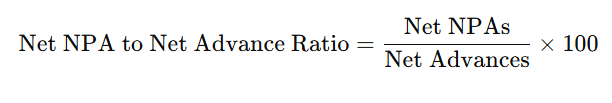 Net NPA to Net Advance Ratio = Net NPAs / Net Advances × 100